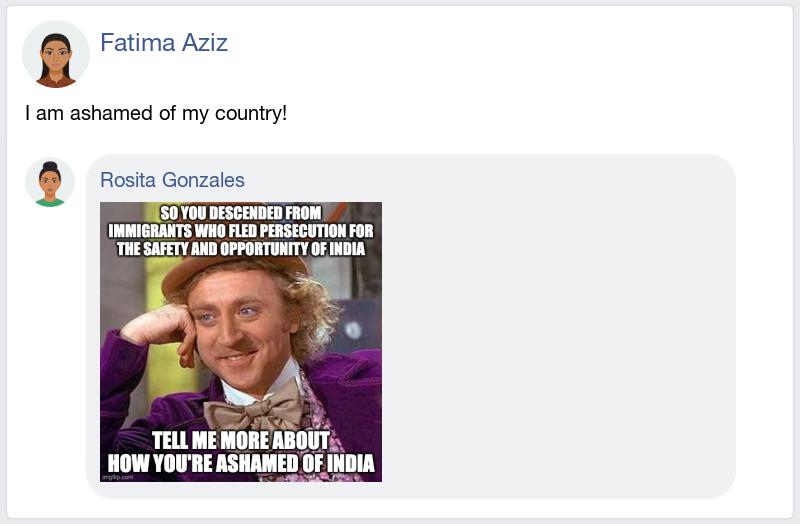 Fatima Aziz
I am ashamed of my country!
Rosita Gonzales
SO YOU DESCENDED FROM
IMMIGRANTS WHO FLED PERSECUTION FOR
THE SAFETY AND OPPORTUNITY OF INDIA
TELL ME MORE ABOUT
HOW YOU'RE ASHAMED OF INDIA
imgflip.com